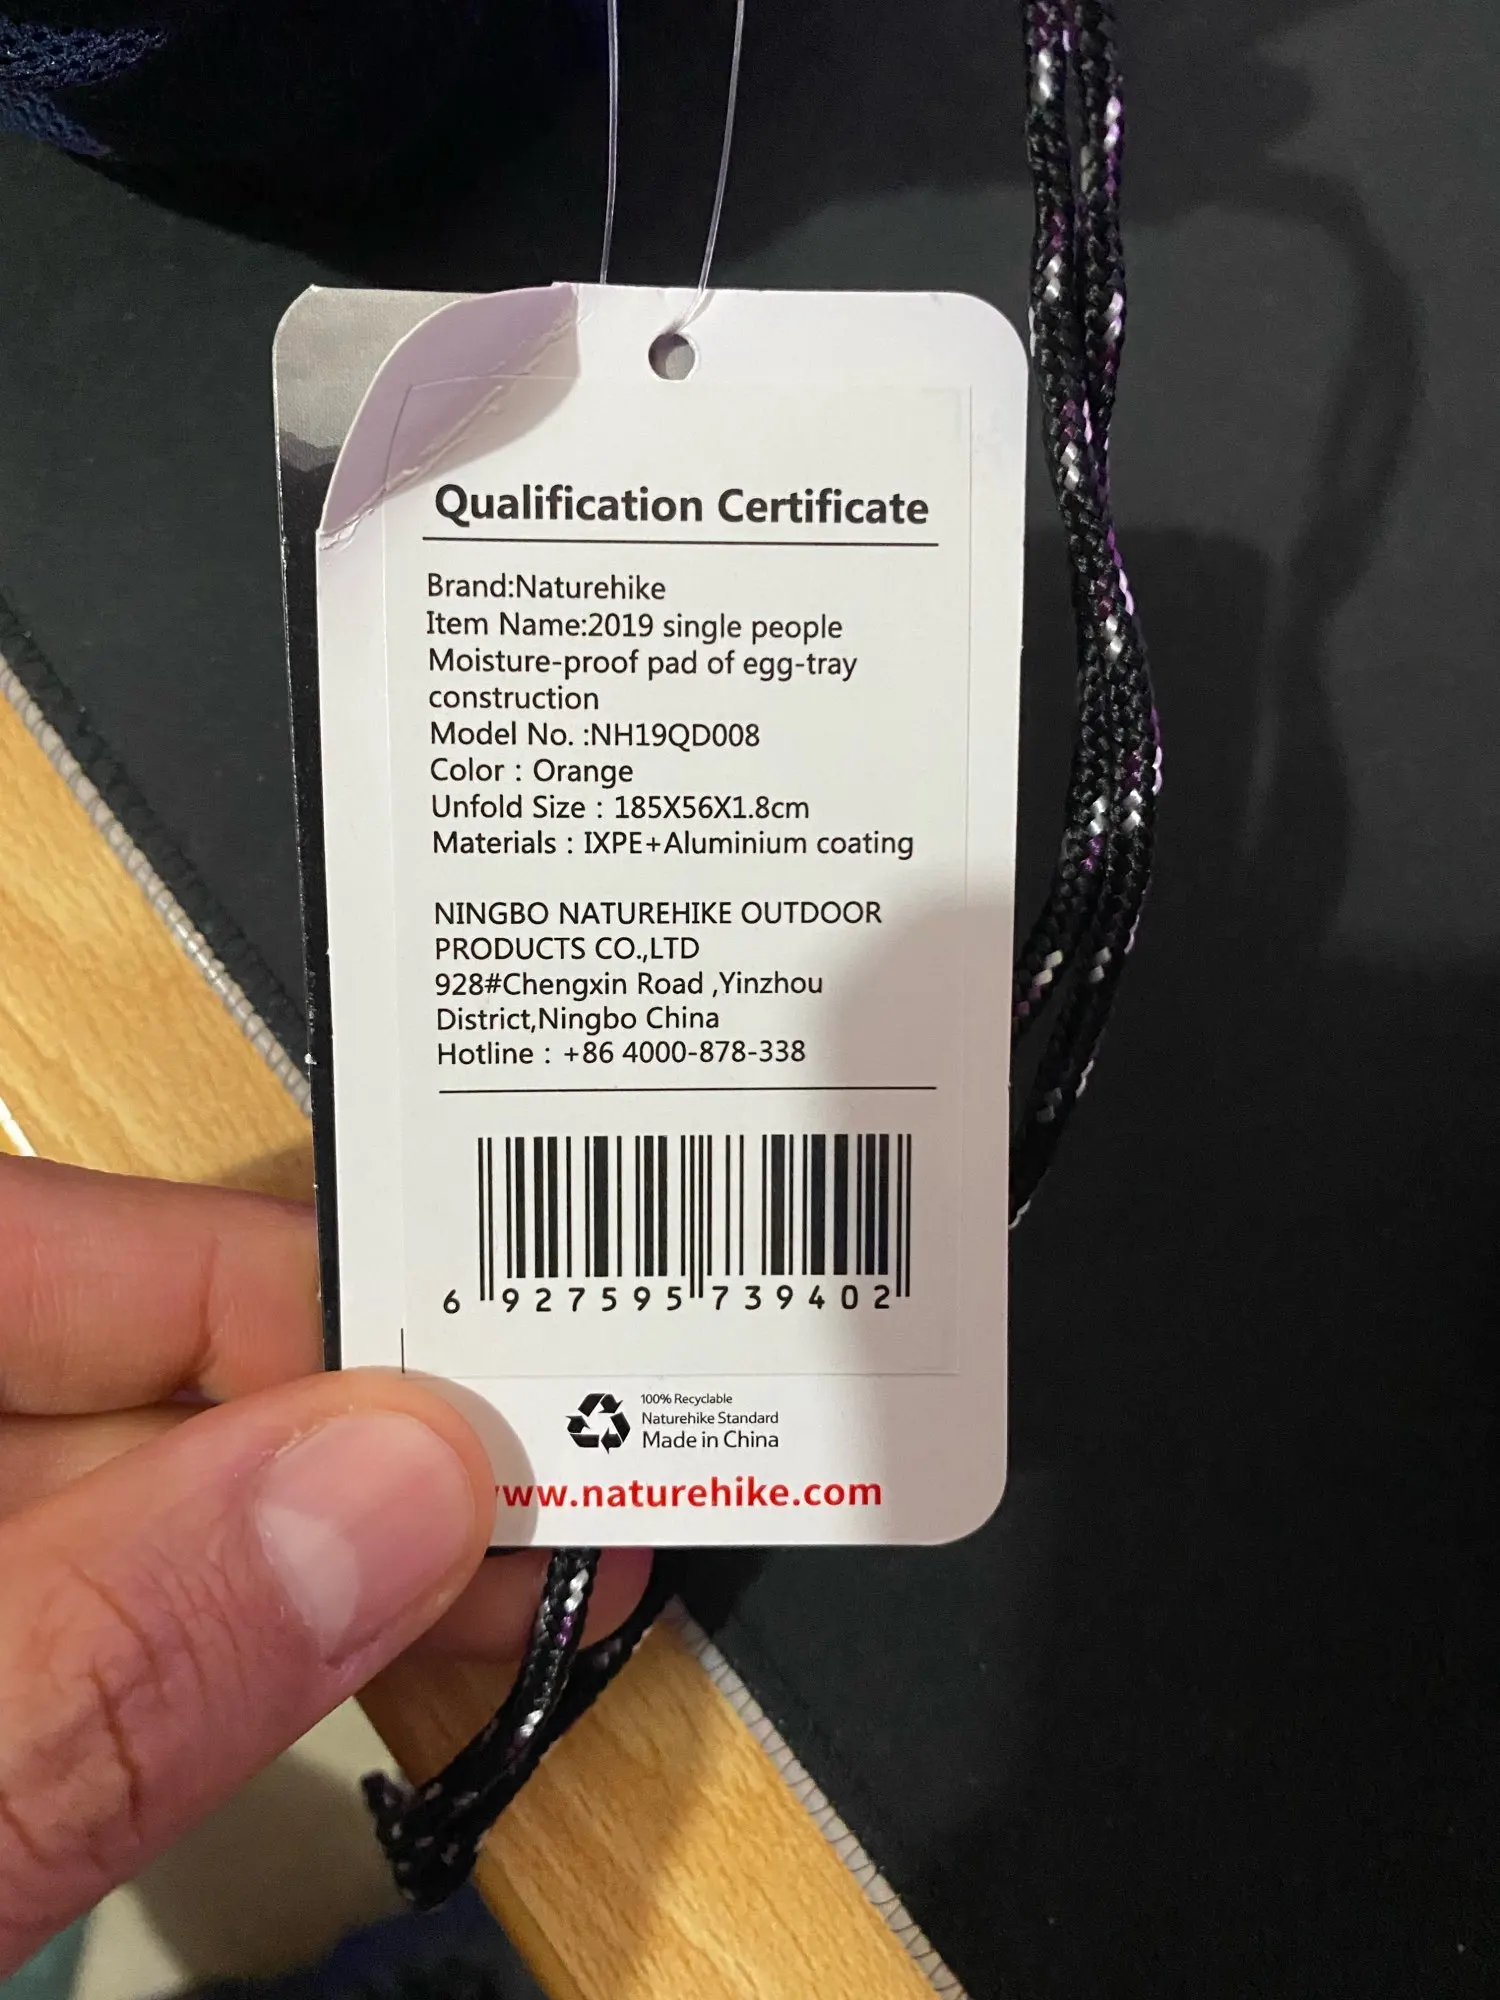 Qualification Certificate
Brand:Naturehike
Item Name:2019 single people
Moisture-proof pad of egg-tray
construction
Model No. :NH19QD008
Color : Orange
Unfold Size : 185X56X1.8cm
Materials : IXPE+Aluminium coating
NINGBO NATUREHIKE OUTDOOR
PRODUCTS CO.,LTD
928#Chengxin Road ,Yinzhou
District,Ningbo China
Hotline : +86 4000-878-338
6 927595 739402
100% Recyclable
Naturehike Standard
Made in China
ww.naturehike.com